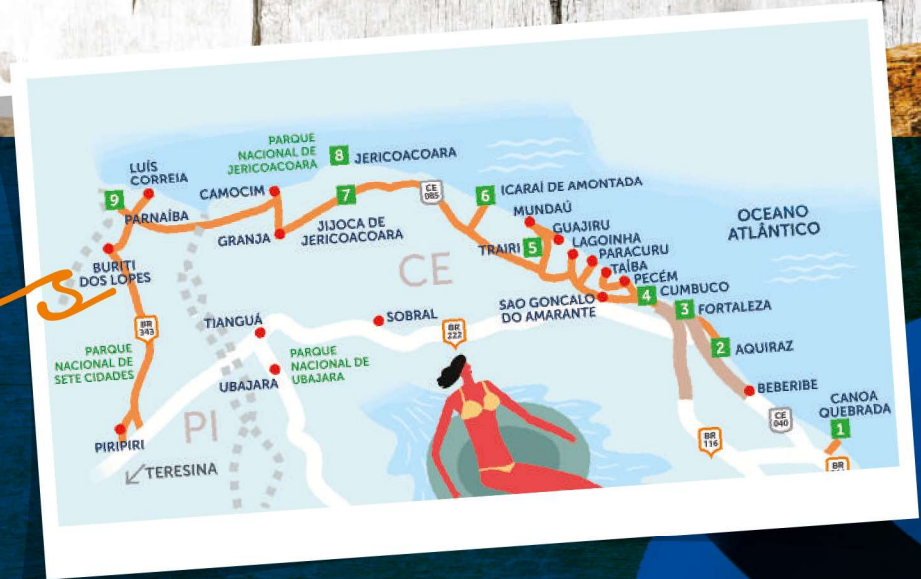 PARQUE
NACIONAL DE
JERICOACOARA
8
JERICOACOARA
LUÍS
CORREIA
9
PARNAÍBA
CAMOCIM
7
CE
085
6
ICARAÍ DE AMONTADA
MUNDAÚ
GUAJIRU
LAGOINHA
PARACURU
TAÍBA
PECÉM
OCEANO
ATLÂNTICO
GRANJA
JIJOCA DE
JERICOACOARA
TRAIRI
5
BURITI
DOS LOPES
CE
4
CUMBUCO
SAO GONCALO
DO AMARANTE
3
FORTALEZA
BR
343
TIANGUÁ
SOBRAL
BR
222
2
AQUIRAZ
PARQUE
NACIONAL DE
SETE CIDADES
UBAJARA
PARQUE
NACIONAL DE
UBAJARA
BEBERIBE
CANOA
QUEBRADA
1
CE
040
PIRIPIRI
PI
BR
116
BR
TERESINA